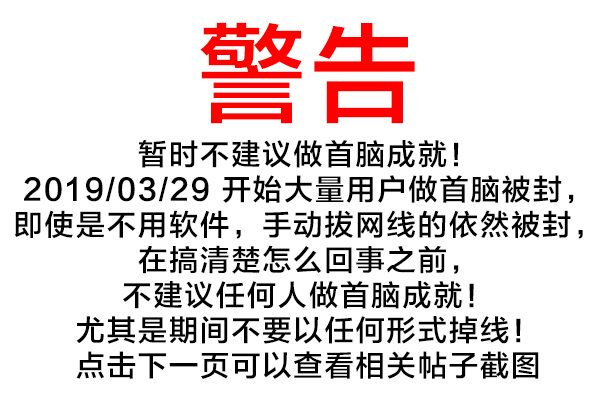 警告
暂时不建议做首脑成就！
2019/03/29 开始大量用户做首脑被封，
即使是不用软件，手动拔网线的依然被封，
在搞清楚怎么回事之前，
不建议任何人做首脑成就！
尤其是期间不要以任何形式掉线！
点击下一页可以查看相关帖子截图